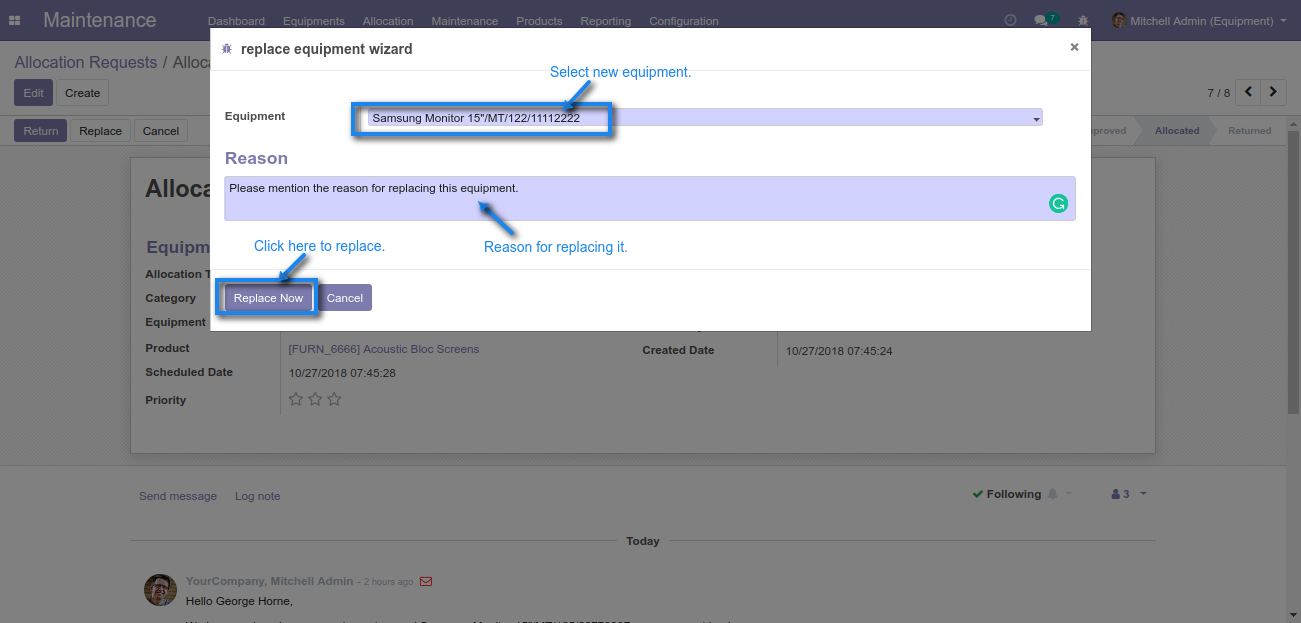 Maintenance Dashboard Equipments Allocation Maintenance Products Reporting Configuration 7 Mitchell Admin (Equipment)
replace equipment wizard ×
Allocation Requests /
Select new equipment.
Edit Create 7 / 8
Equipment Samsung Monitor 15"/MT/122/11112222
Return Replace Cancel Allocated Returned
Reason
Please mention the reason for replacing this equipment.
Click here to replace. Reason for replacing it.
Allocation
Category
Replace Now Cancel
Equipment
Product [FURN_6666] Acoustic Bloc Screens Created Date 10/27/2018 07:45:24
Scheduled Date 10/27/2018 07:45:28
Priority
Send message Log note Following 3
Today
YourCompany, Mitchell Admin - 2 hours ago
Hello George Horne,